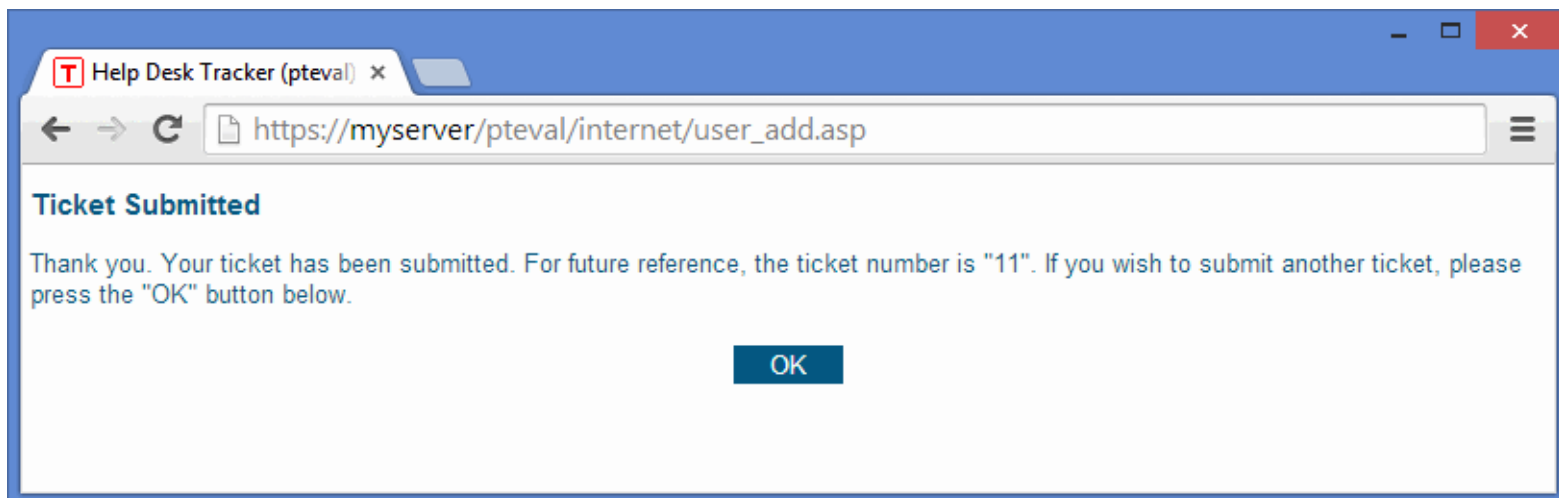 T Help Desk Tracker (pteval)
https://myserver/pteval/internet/user_add.asp
Ticket Submitted
Thank you. Your ticket has been submitted. For future reference, the ticket number is "11". If you wish to submit another ticket, please
press the "OK" button below.
OK